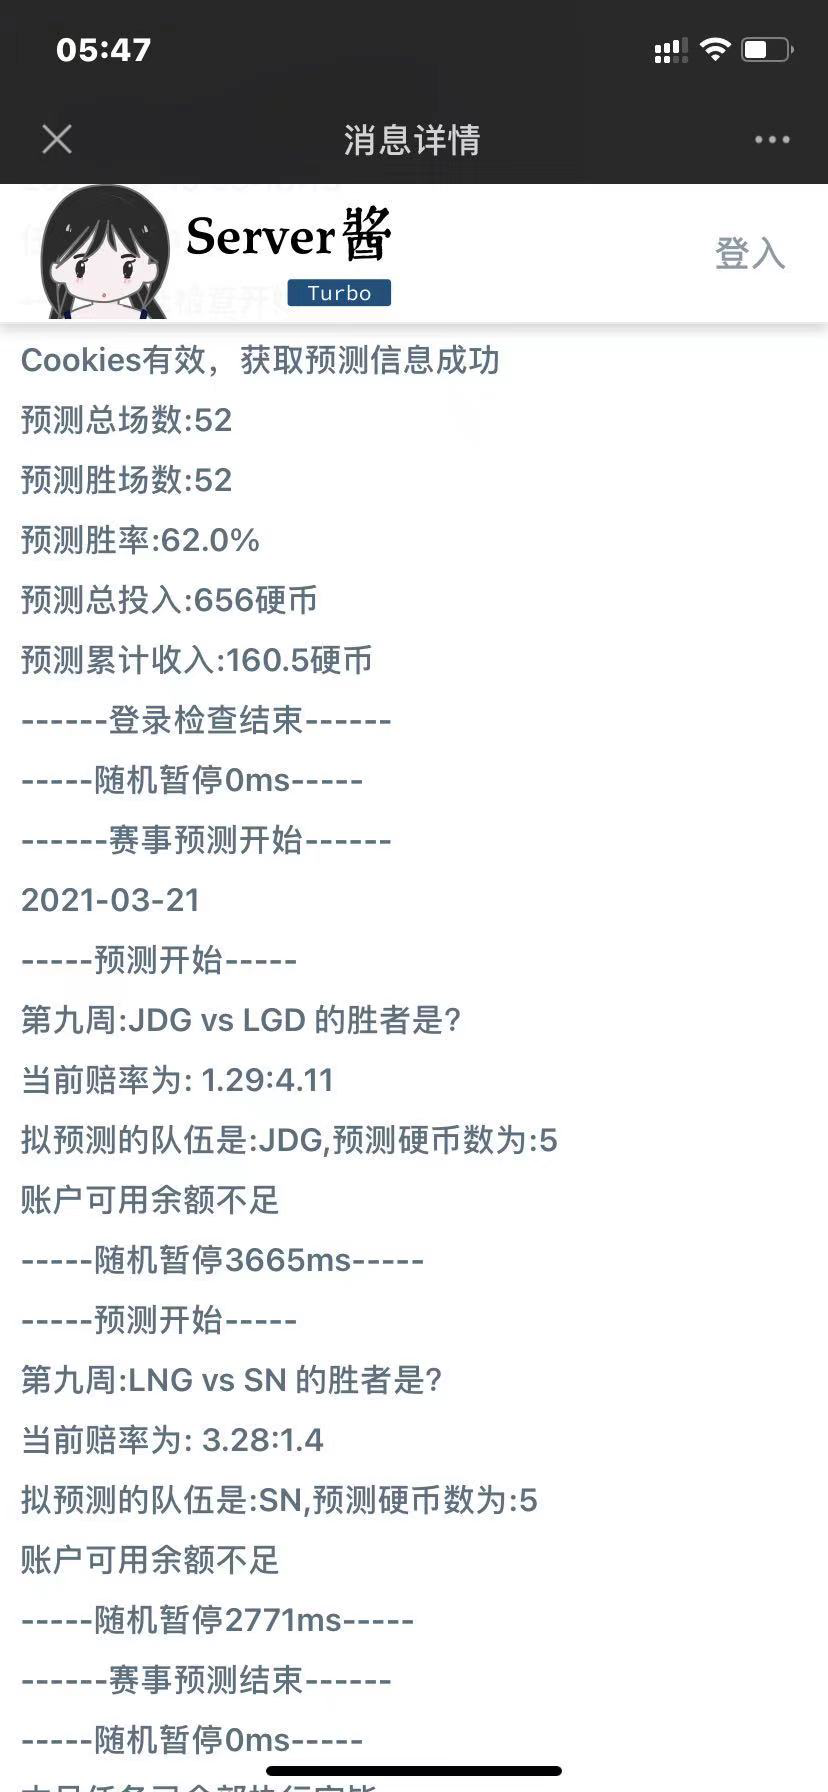 05:47
消息详情
Server酱
Turbo
登入
Cookies有效，获取预测信息成功
预测总场数:52
预测胜场数:52
预测胜率:62.0%
预测总投入:656硬币
预测累计收入:160.5硬币
------登录检查结束------
-----随机暂停0ms-----
------赛事预测开始------
2021-03-21
-----预测开始-----
第九周:JDG vs LGD 的胜者是?
当前赔率为: 1.29:4.11
拟预测的队伍是:JDG,预测硬币数为:5
账户可用余额不足
-----随机暂停3665ms-----
-----预测开始-----
第九周:LNG vs SN 的胜者是?
当前赔率为: 3.28:1.4
拟预测的队伍是:SN,预测硬币数为:5
账户可用余额不足
-----随机暂停2771ms-----
------赛事预测结束------
-----随机暂停0ms-----